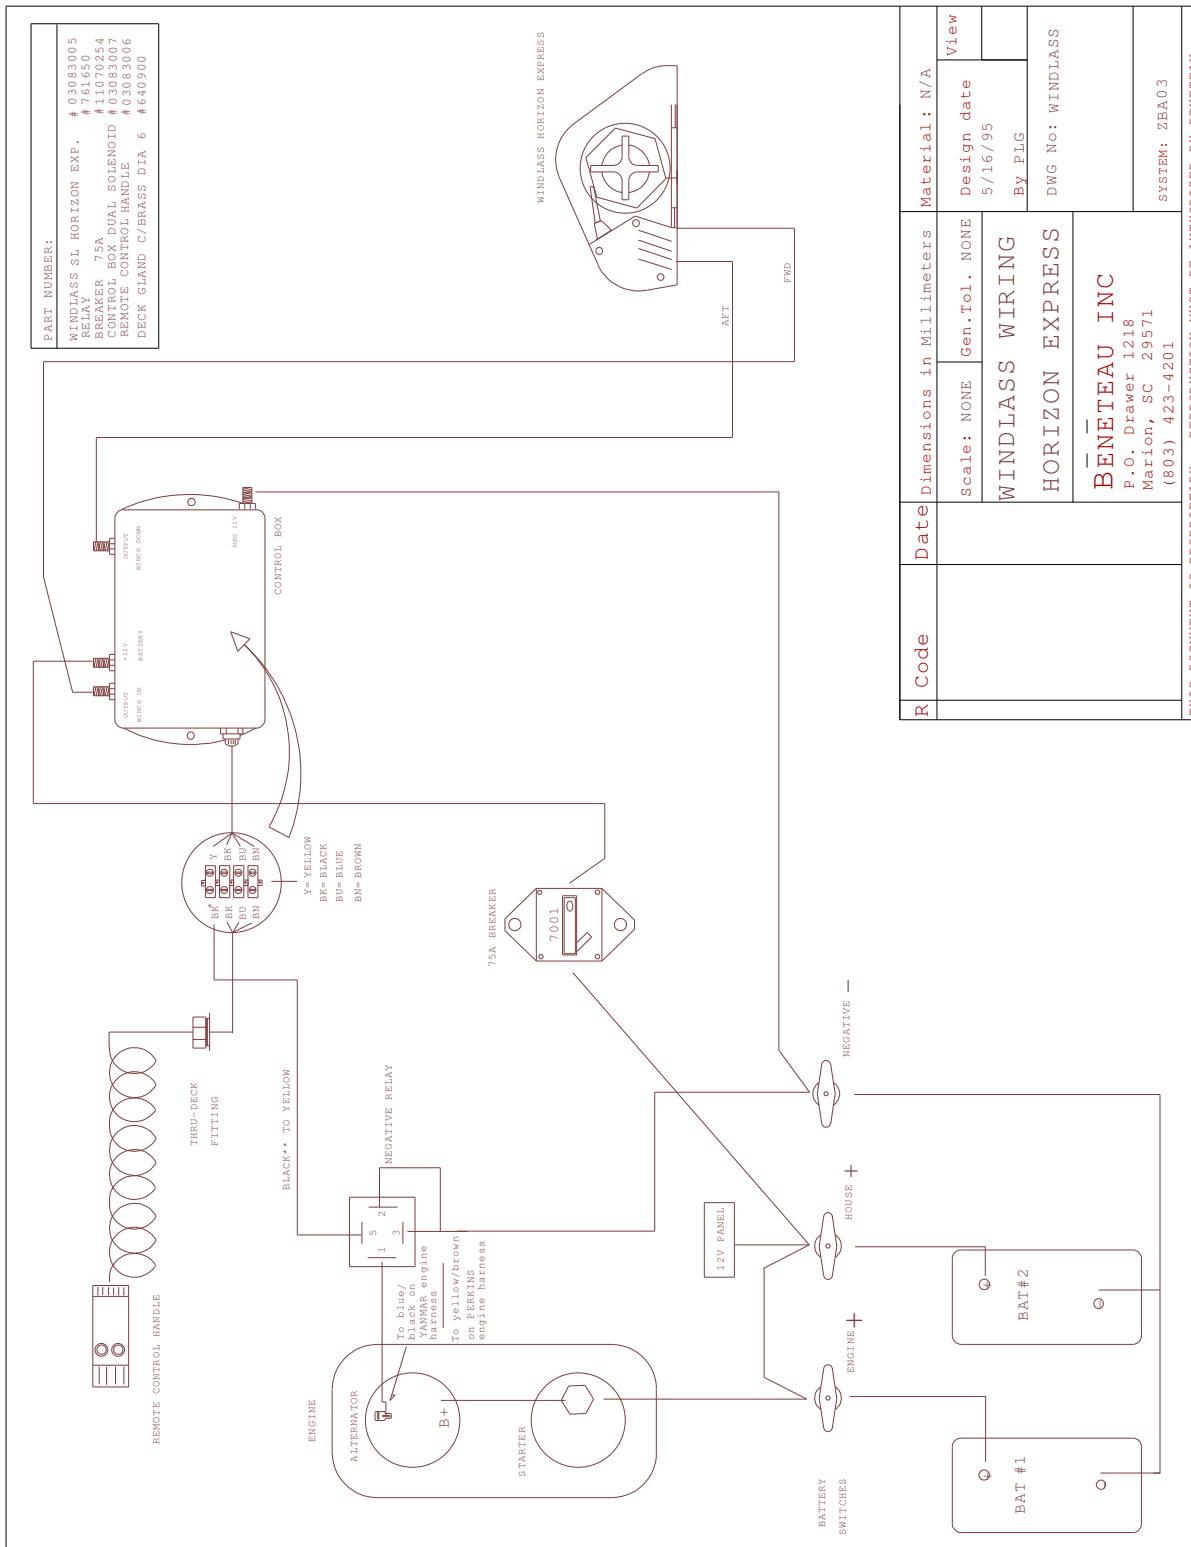 PART NUMBER:
WINDLASS SL HORIZON EXP. # 03083005
RELAY #761650
BREAKER 75A #11070254
CONTROL BOX DUAL SOLENOID #03083007
REMOTE CONTROL HANDLE #03083006
DECK GLAND C/BRASS DIA 6 #640900
WINDLASS HORIZON EXPRESS
AFT
FWD
OUTPUT
WINCH DOWN
NEG 12V
+12V
BATTERY
OUTPUT
WINCH UP
CONTROL BOX
Y
BK
BU
BN
BK*
BK
BU
BN
Y=YELLOW
BK=BLACK
BU=BLUE
BN=BROWN
75A BREAKER
7001
THRU-DECK
FITTING
BLACK** TO YELLOW
NEGATIVE RELAY
5
2
1
3
REMOTE CONTROL HANDLE
To blue/
black on
YANMAR engine
harness
To yellow/brown
on PERKINS
engine harness
ENGINE
ALTERNATOR
B+
STARTER
12V PANEL
NEGATIVE -
HOUSE +
ENGINE +
BATTERY
SWITCHES
+
BAT#2
-
+
BAT #1
R
Code
Date
Dimensions in Millimeters
Material: N/A
Scale: NONE
Gen.Tol. NONE
Design date
5/16/95
By PLG
View
WINDLASS WIRING
HORIZON EXPRESS
DWG No: WINDLASS
BENETEAU INC
P.O. Drawer 1218
Marion, SC 29571
(803) 423-4201
SYSTEM: ZBA03